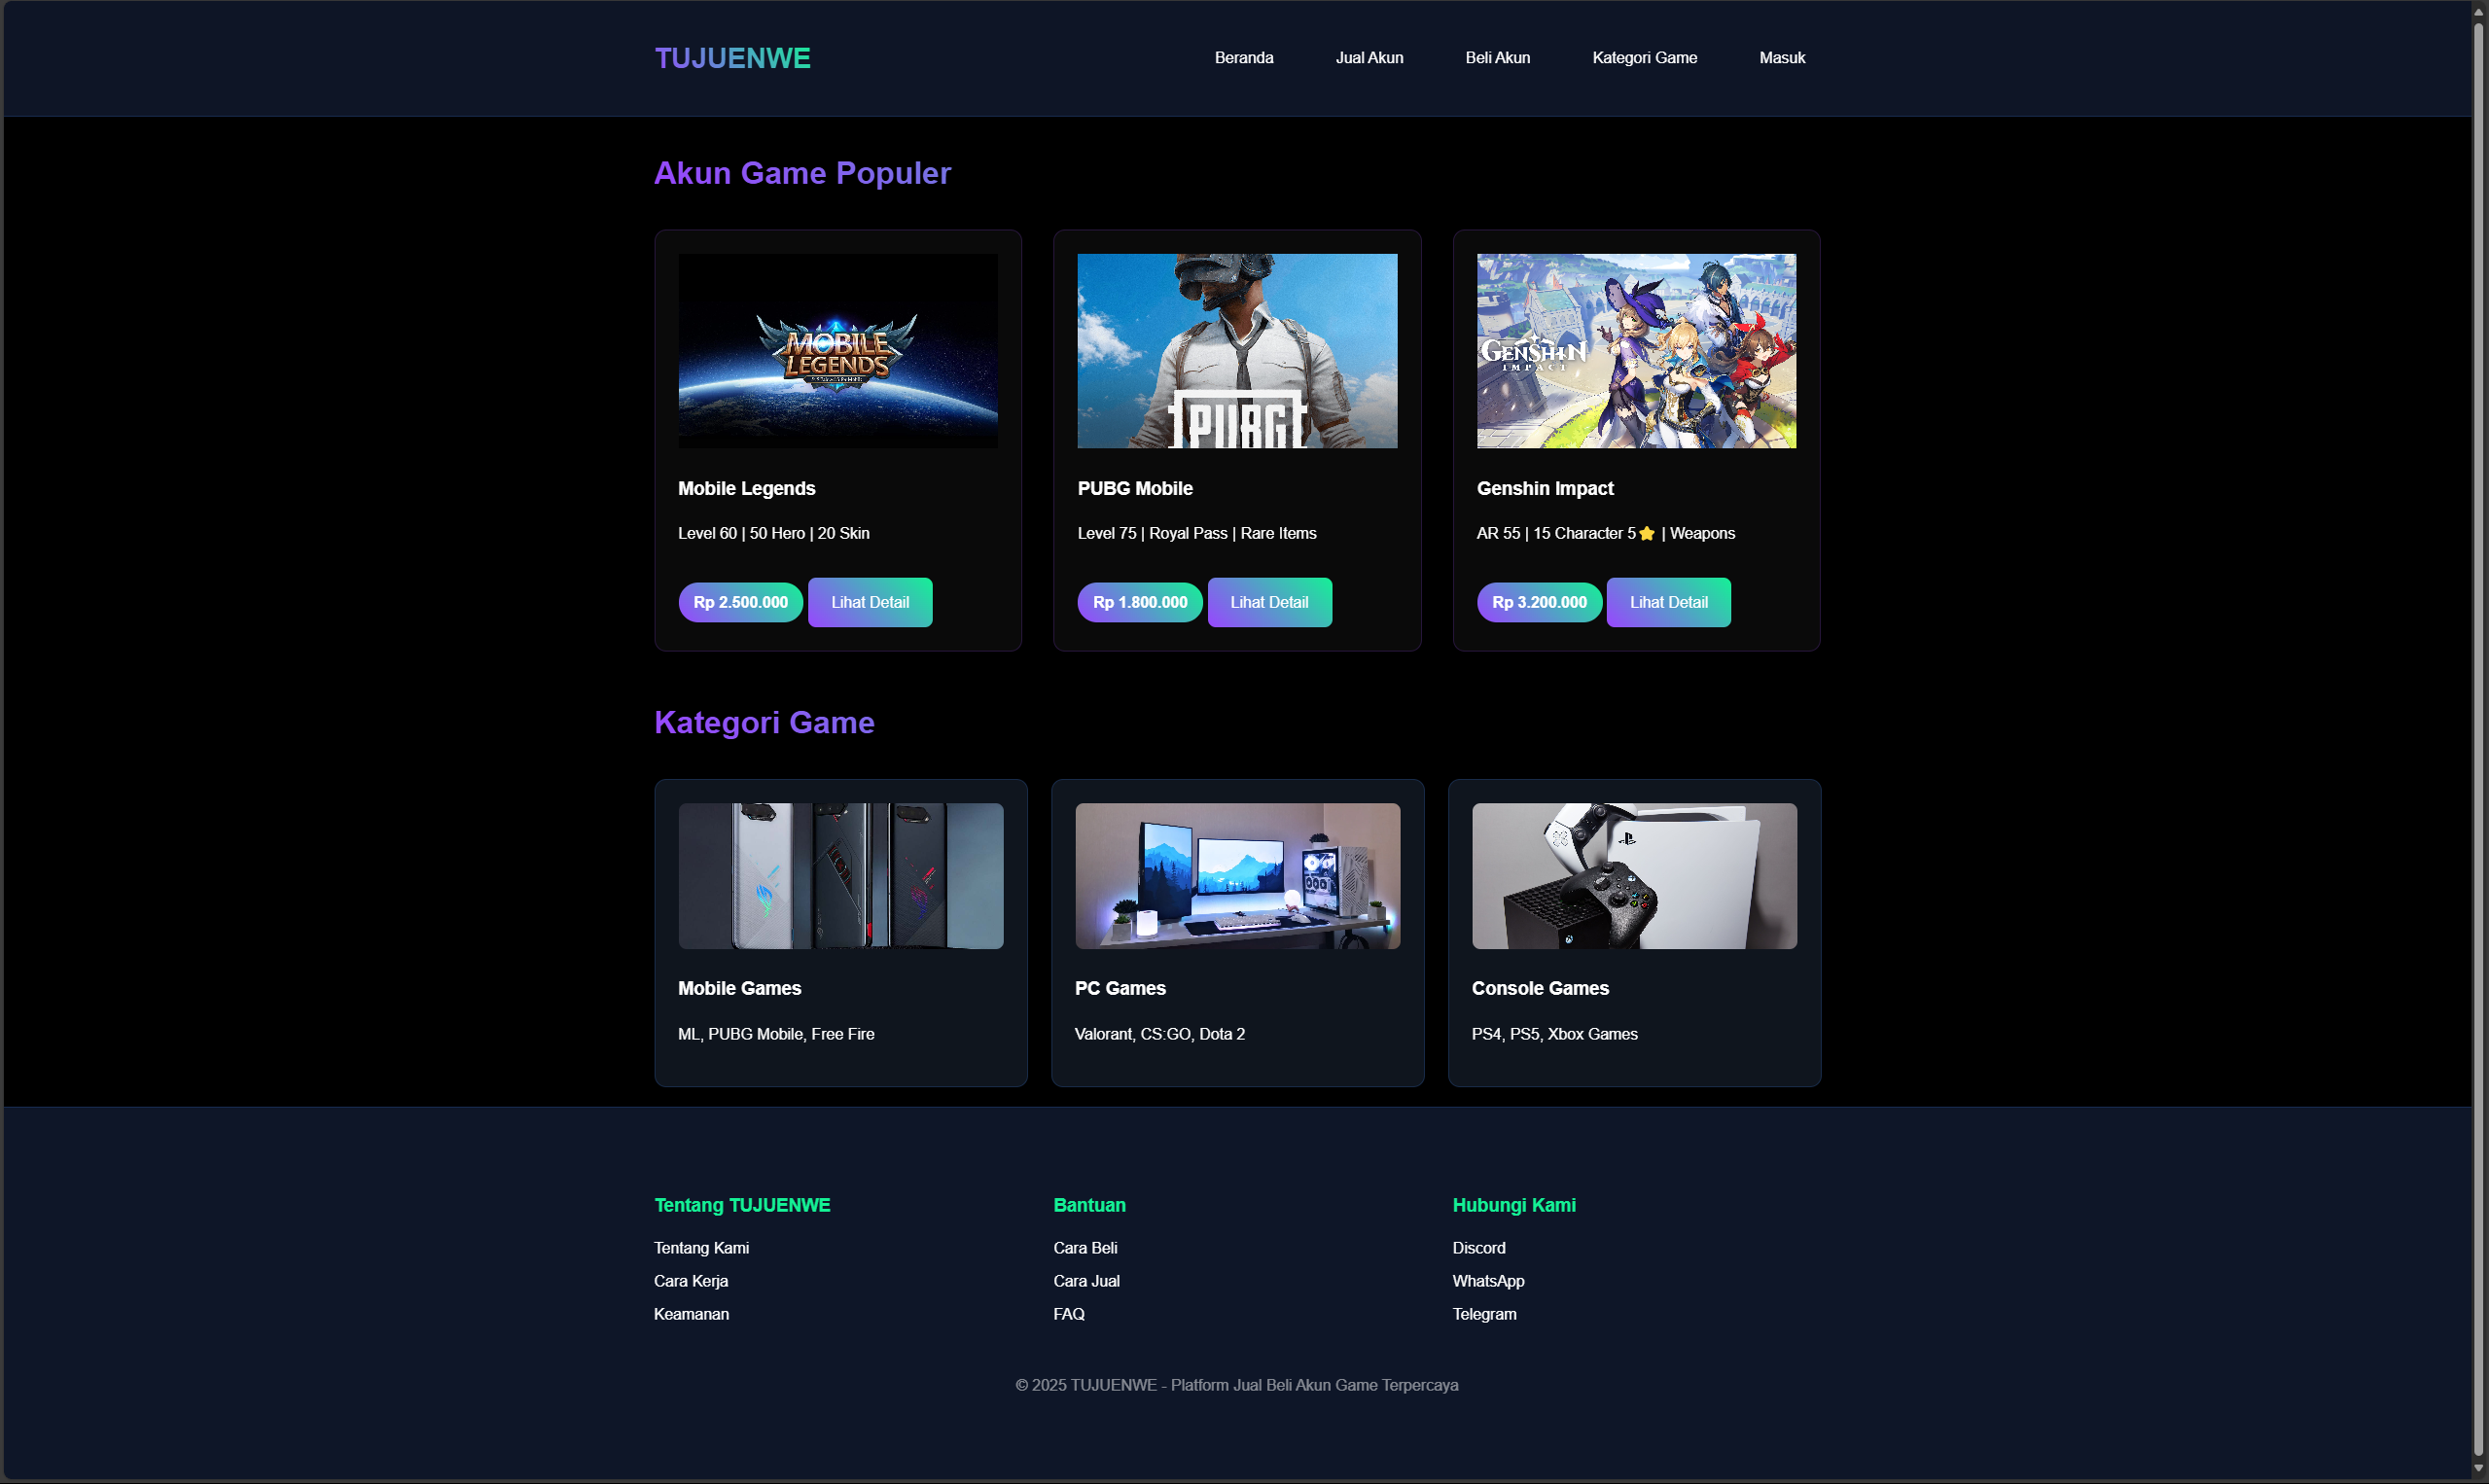 TUJUENWE
Beranda Jual Akun Beli Akun Kategori Game Masuk
Akun Game Populer
MOBILE
LEGENDS
PUBG
GENSHIN
IMPACT
Mobile Legends
Level 60 | 50 Hero | 20 Skin
Rp 2.500.000 Lihat Detail
PUBG Mobile
Level 75 | Royal Pass | Rare Items
Rp 1.800.000 Lihat Detail
Genshin Impact
AR 55 | 15 Character 5⭐ | Weapons
Rp 3.200.000 Lihat Detail
Kategori Game
Mobile Games
ML, PUBG Mobile, Free Fire
PC Games
Valorant, CS:GO, Dota 2
Console Games
PS4, PS5, Xbox Games
Tentang TUJUENWE
Tentang Kami
Cara Kerja
Keamanan
Bantuan
Cara Beli
Cara Jual
FAQ
Hubungi Kami
Discord
WhatsApp
Telegram
© 2025 TUJUENWE - Platform Jual Beli Akun Game Terpercaya